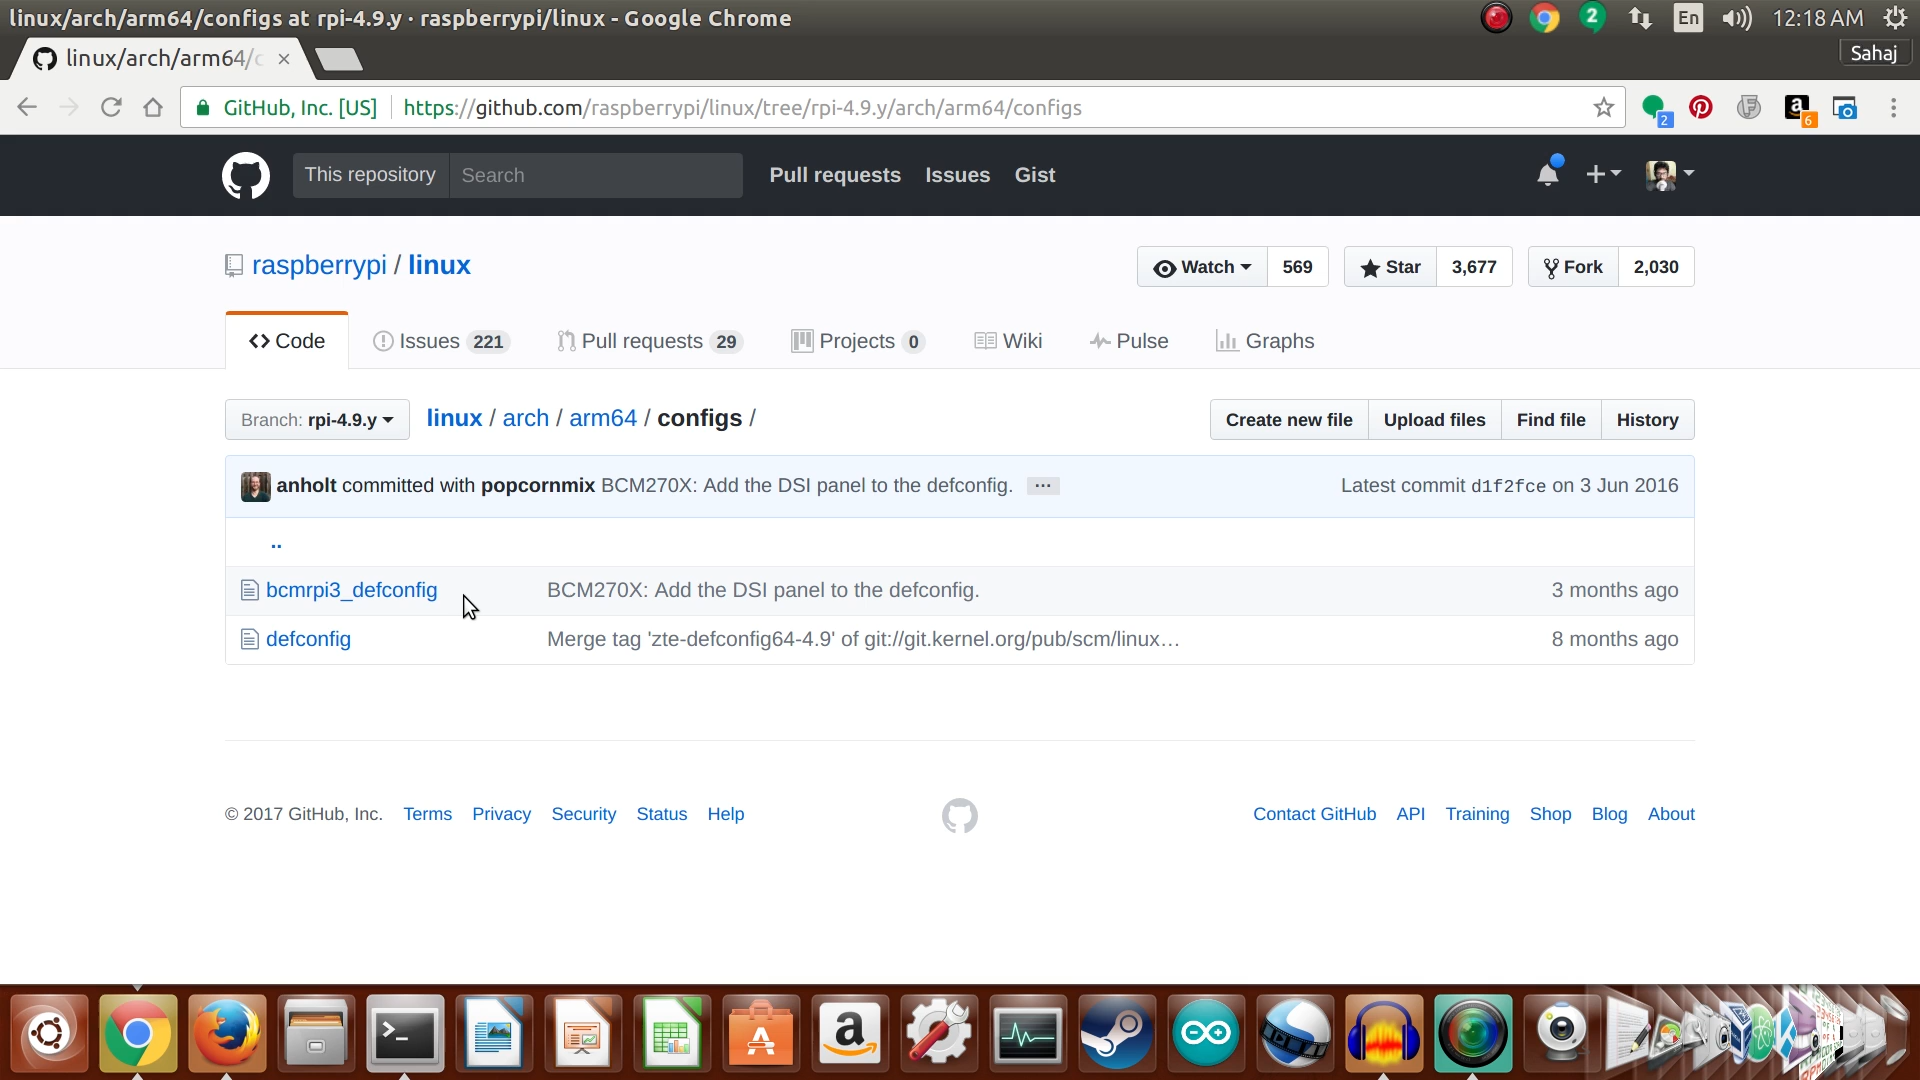 linux/arch/arm64/configs at rpi-4.9.y · raspberrypi/linux - Google Chrome
2 En 12:18 AM
linux/arch/arm64/c × Sahaj
GitHub, Inc. [US] https://github.com/raspberrypi/linux/tree/rpi-4.9.y/arch/arm64/configs 2 a 6
This repository Search Pull requests Issues Gist
raspberrypi / linux Watch 569 Star 3,677 Fork 2,030
Code Issues 221 Pull requests 29 Projects 0 Wiki Pulse Graphs
Branch: rpi-4.9.y linux / arch / arm64 / configs / Create new file Upload files Find file History
anholt committed with popcornmix BCM270X: Add the DSI panel to the defconfig. … Latest commit d1f2fce on 3 Jun 2016
..
bcmrpi3_defconfig BCM270X: Add the DSI panel to the defconfig. 3 months ago
defconfig Merge tag 'zte-defconfig64-4.9' of git://git.kernel.org/pub/scm/linux… 8 months ago
© 2017 GitHub, Inc. Terms Privacy Security Status Help Contact GitHub API Training Shop Blog About